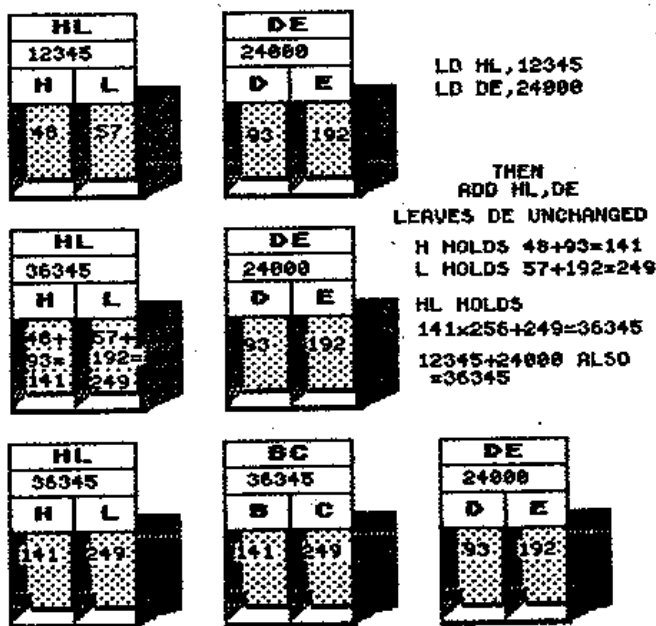 HL
12345
H L
48 57
DE
24000
D E
93 192
LD HL,12345
LD DE,24000
THEN
ADD HL,DE
LEAVES DE UNCHANGED
H HOLDS 48+93=141
L HOLDS 57+192=249
HL HOLDS
141x256+249=36345
12345+24000 ALSO
=36345
HL
36345
H L
48+ 57+
93= 192=
141 249
DE
24000
D E
93 192
HL
36345
H L
141 249
BC
36345
B C
141 249
DE
24000
D E
93 192